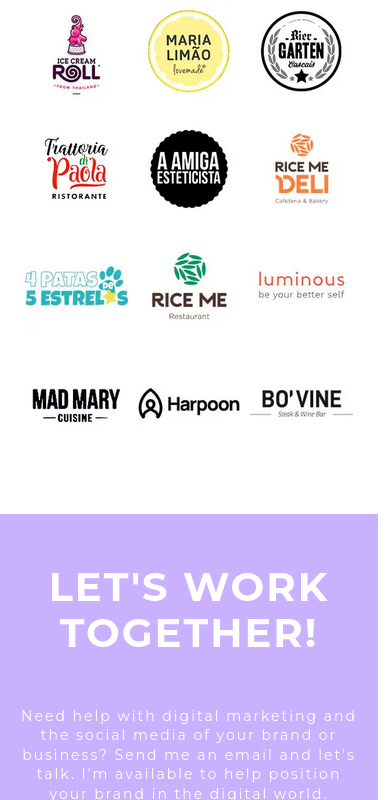 ICE CREAM
ROLL
FROM THAILAND
MARIA
LIMÃO
lovemade
Bier
GARTEN
Cascais
Trattoria
di
Paola
RISTORANTE
A AMIGA
ESTETICISTA
RICE ME
DELI
Cafeteria & Bakery
4 PATAS DE
5 ESTRELAS
RICE ME
Restaurant
luminous
be your better self
MAD MARY
CUISINE
Harpoon
BO'VINE
Steak & Wine Bar
LET'S WORK
TOGETHER!
Need help with digital marketing and
the social media of your brand or
business? Send me an email and let's
talk. I'm available to help position
your brand in the digital world.